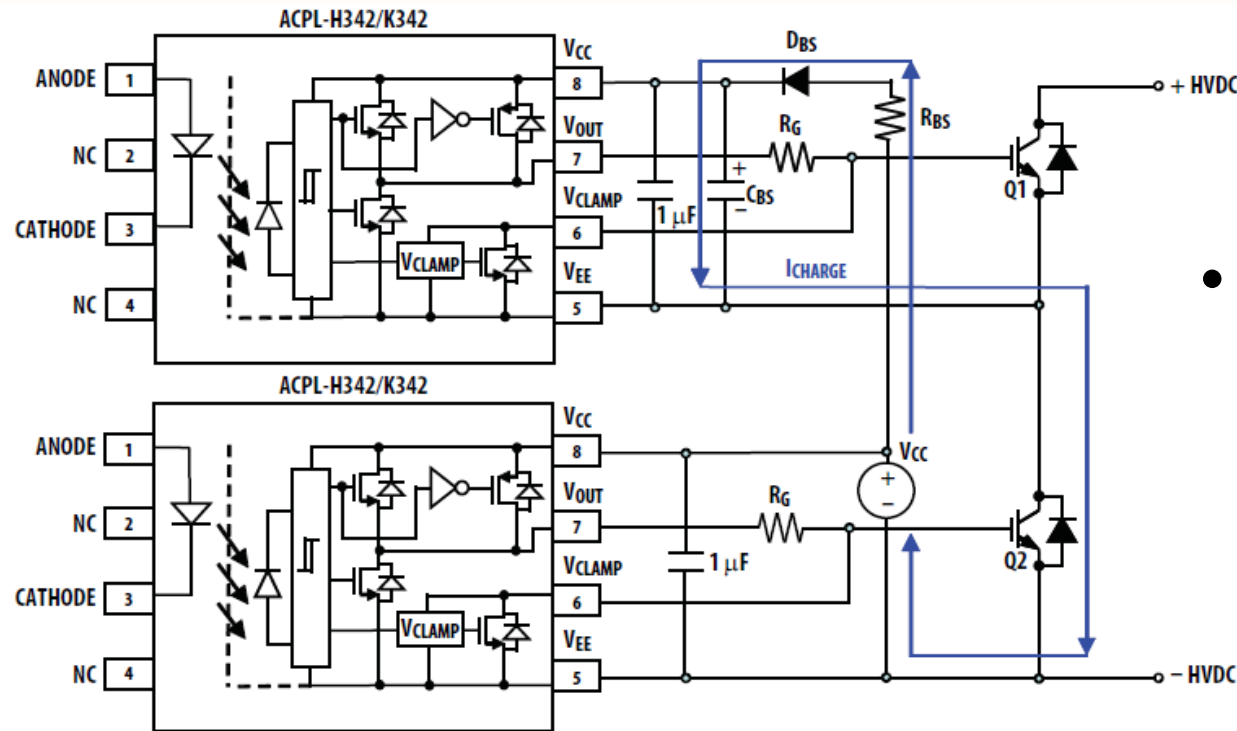 ACPL-H342/K342
VCC
DBS
ANODE 1
8
+ HVDC
RBS
VOUT
RG
NC 2
7
+
CBS
−
Q1
VCLAMP
1 µF
CATHODE 3
6
VCLAMP
VEE
ICHARGE
NC 4
5
ACPL-H342/K342
VCC
ANODE 1
8
VCC
+
−
VOUT
RG
NC 2
7
VCLAMP
1 µF
Q2
CATHODE 3
6
VCLAMP
VEE
NC 4
5
− HVDC